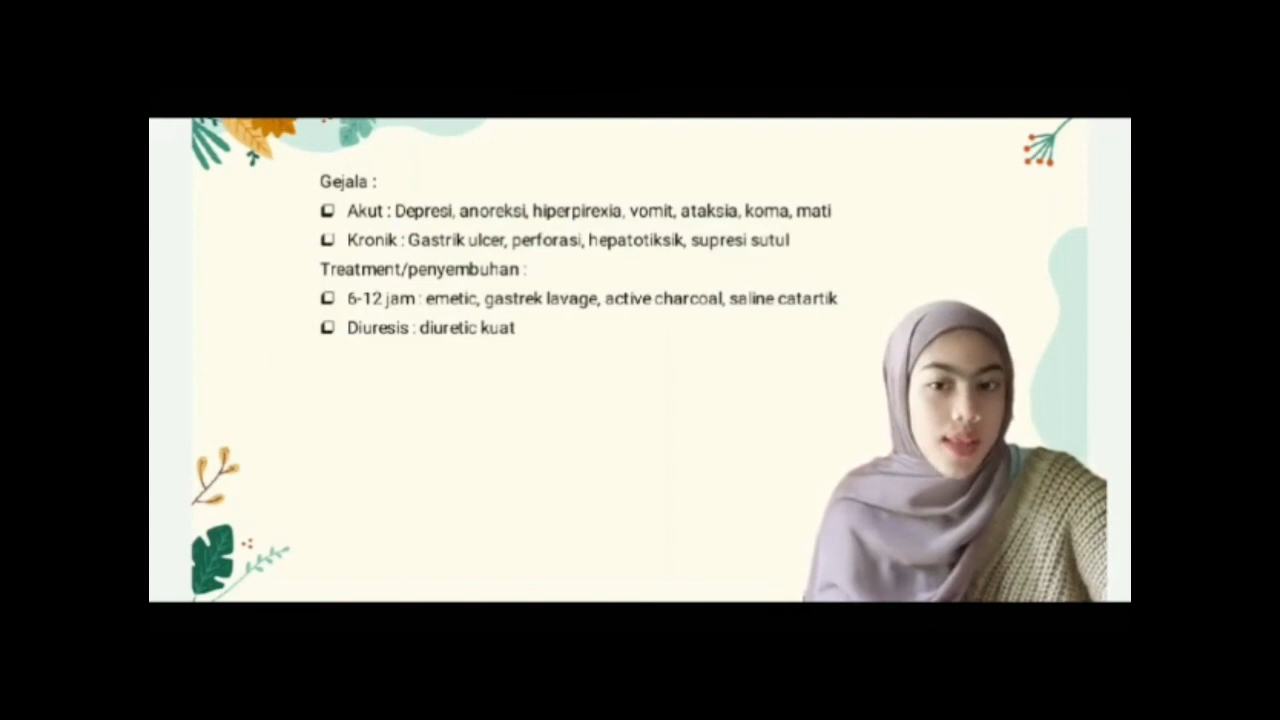 Gejala :
Akut : Depresi, anoreksi, hiperpirexia, vomit, ataksia, koma, mati
Kronik : Gastrik ulcer, perforasi, hepatotiksik, supresi sutul
Treatment/penyembuhan :
6-12 jam : emetic, gastrek lavage, active charcoal, saline catartik
Diuresis : diuretic kuat